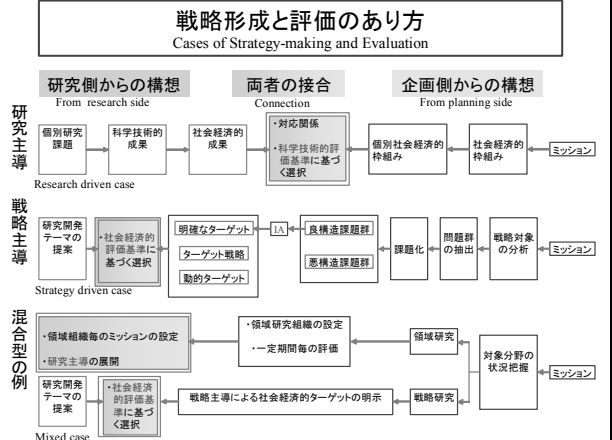 戦略形成と評価のあり方
Cases of Strategy-making and Evaluation
研究側からの構想
From research side
両者の接合
Connection
企画側からの構想
From planning side
研究主導
個別研究
課題
科学技術的
成果
社会経済的
成果
・対応関係
・科学技術的評
価基準に基づ
く選択
個別社会経済的
枠組み
社会経済的
枠組み
ミッション
Research driven case
戦略主導
研究開発
テーマの
提案
・社会経済的
評価基準に
基づく選択
明確なターゲット
ターゲット戦略
動的ターゲット
IA
良構造課題群
悪構造課題群
課題化
問題群
の抽出
戦略対象
の分析
ミッション
Strategy driven case
混合型の例
・領域組織毎のミッションの設定
・研究主導の展開
・領域研究組織の設定
・一定期間毎の評価
領域研究
対象分野の
状況把握
ミッション
研究開発
テーマの
提案
・社会経済
的評価基
準に基づ
く選択
戦略主導による社会経済的ターゲットの明示
戦略研究
Mixed case